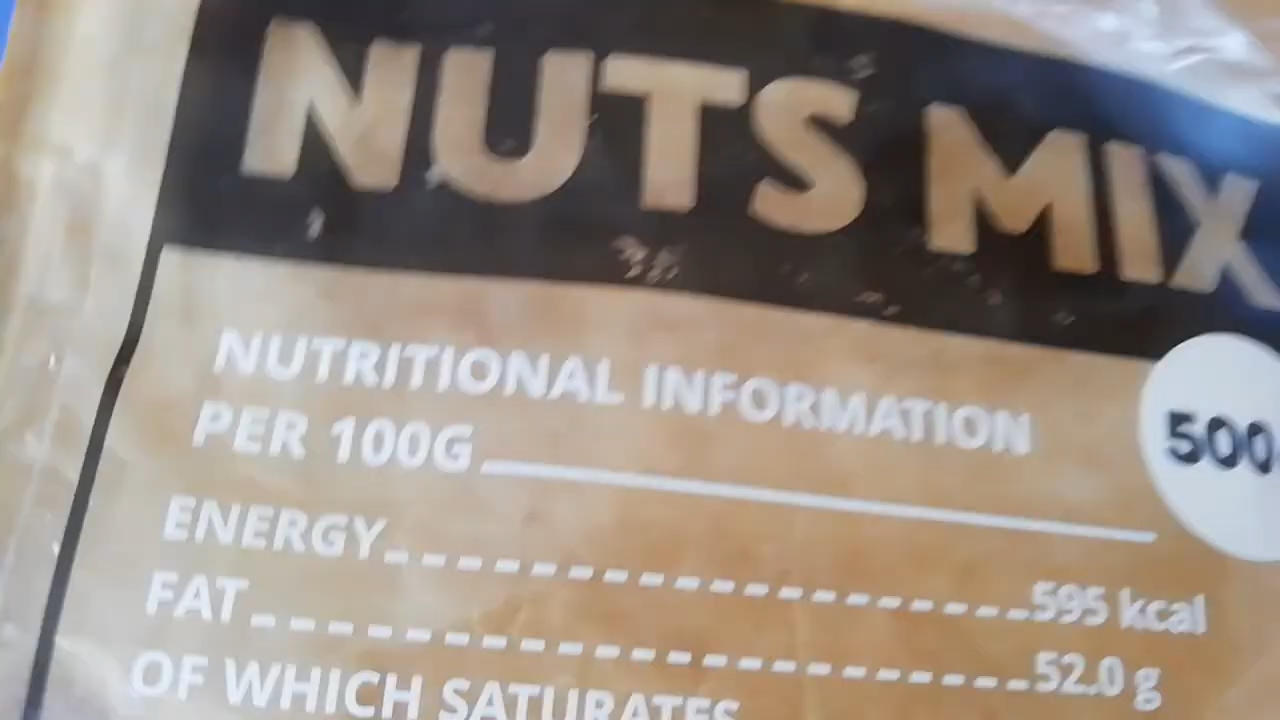 NUTS MIX
NUTRITIONAL INFORMATION
PER 100G
500
ENERGY 595 kcal
FAT 52.0 g
OF WHICH SATURATES